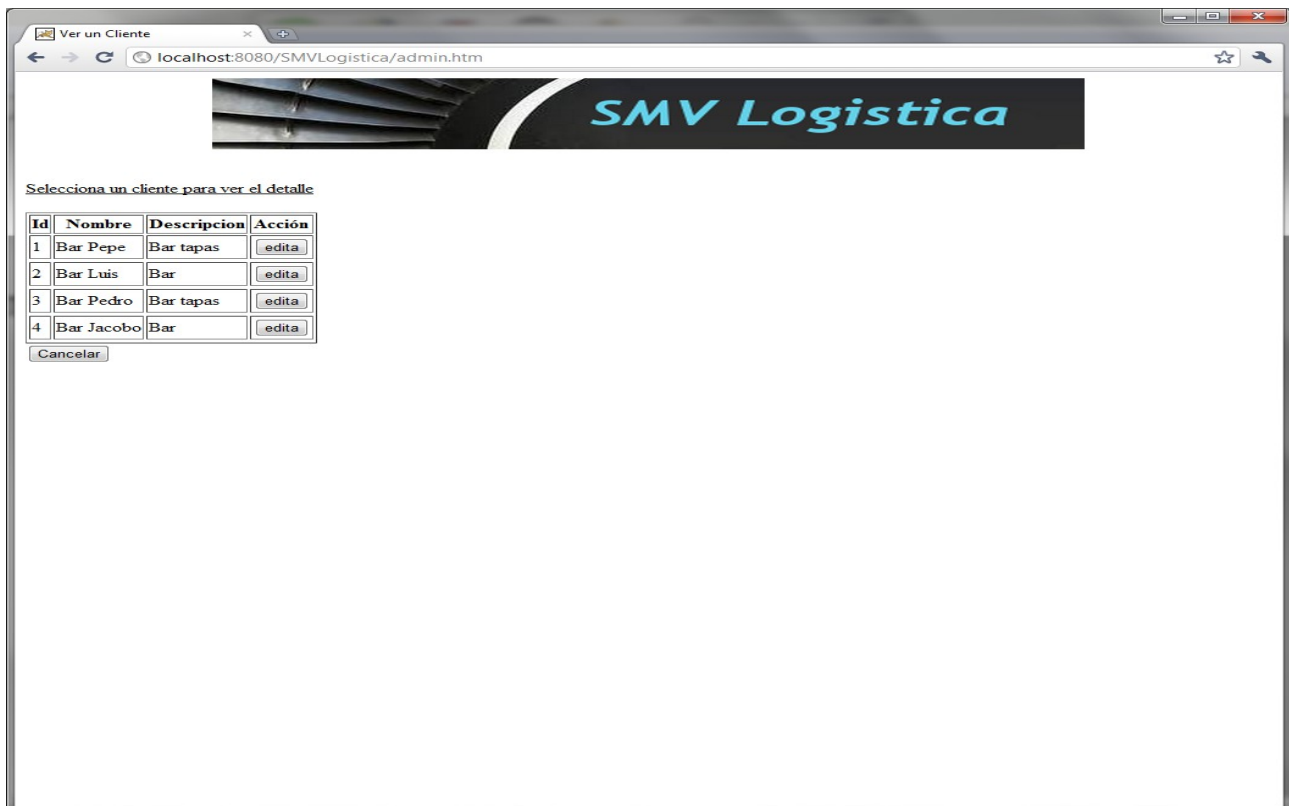 Ver un Cliente
localhost:8080/SMVLogistica/admin.htm
SMV Logistica
Selecciona un cliente para ver el detalle
Id Nombre Descripcion Acción
1 Bar Pepe Bar tapas edita
2 Bar Luis Bar edita
3 Bar Pedro Bar tapas edita
4 Bar Jacobo Bar edita
Cancelar